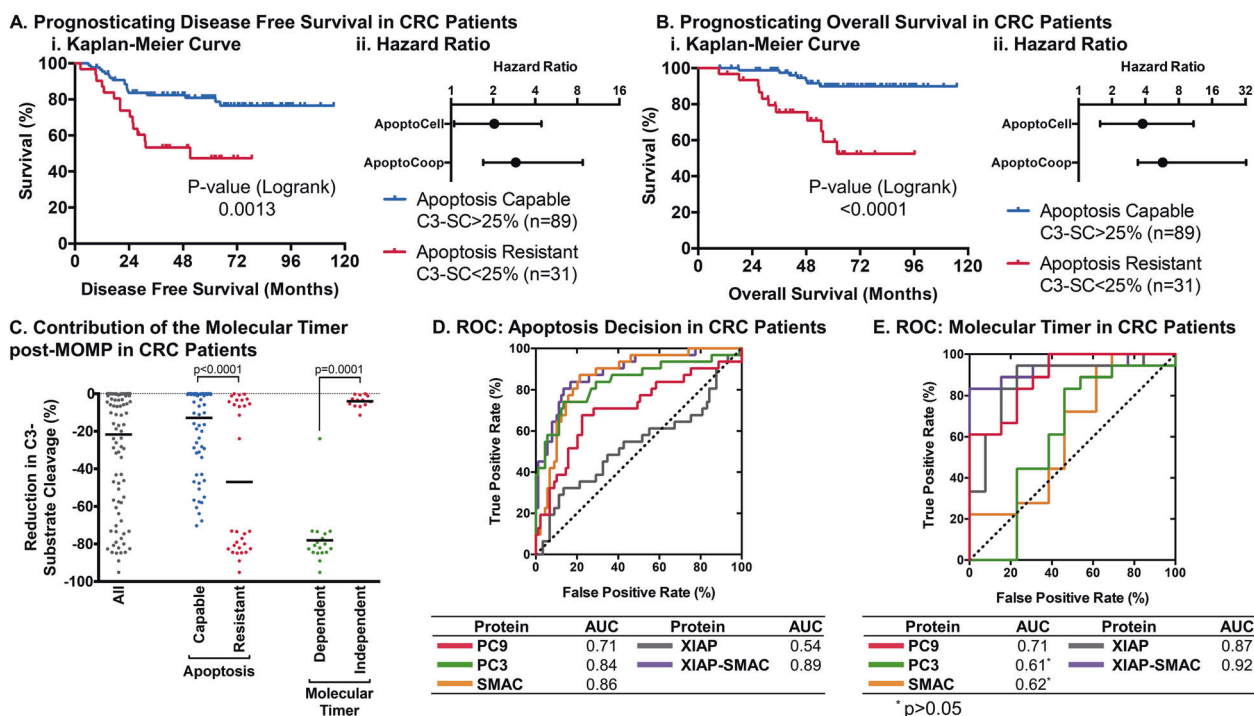 A. Prognosticating Disease Free Survival in CRC Patients
i. Kaplan-Meier Curve
ii. Hazard Ratio
Survival (%)
100
80
60
40
20
0
0 24 48 72 96 120
Disease Free Survival (Months)
P-value (Logrank)
0.0013
Hazard Ratio
1 2 4 8 16
ApoptoCell
ApoptoCoop
Apoptosis Capable
C3-SC>25% (n=89)
Apoptosis Resistant
C3-SC<25% (n=31)
B. Prognosticating Overall Survival in CRC Patients
i. Kaplan-Meier Curve
ii. Hazard Ratio
Survival (%)
100
80
60
40
20
80
100
0 24 48 72 96 120
Overall Survival (Months)
P-value (Logrank)
<0.0001
Hazard Ratio
1 2 4 8 16 32
ApoptoCell
ApoptoCoop
Apoptosis Capable
C3-SC>25% (n=89)
Apoptosis Resistant
C3-SC<25% (n=31)
C. Contribution of the Molecular Timer
post-MOMP in CRC Patients
Reduction in C3-
Substrate Cleavage (%)
0
-20
-40
-60
-80
-100
p<0.0001
p=0.0001
All
Capable
Resistant
Dependent
Independent
Apoptosis
Molecular
Timer
D. ROC: Apoptosis Decision in CRC Patients
True Positive Rate (%)
100
80
60
40
20
0
0 20 40 60 80 100
False Positive Rate (%)
Protein AUC Protein AUC
PC9 0.71 XIAP 0.54
PC3 0.84 XIAP-SMAC 0.89
SMAC 0.86
E. ROC: Molecular Timer in CRC Patients
True Positive Rate (%)
100
80
60
40
20
0
0 20 40 60 80 100
False Positive Rate (%)
Protein AUC Protein AUC
PC9 0.71 XIAP 0.87
PC3 0.61* XIAP-SMAC 0.92
SMAC 0.62*
* p>0.05